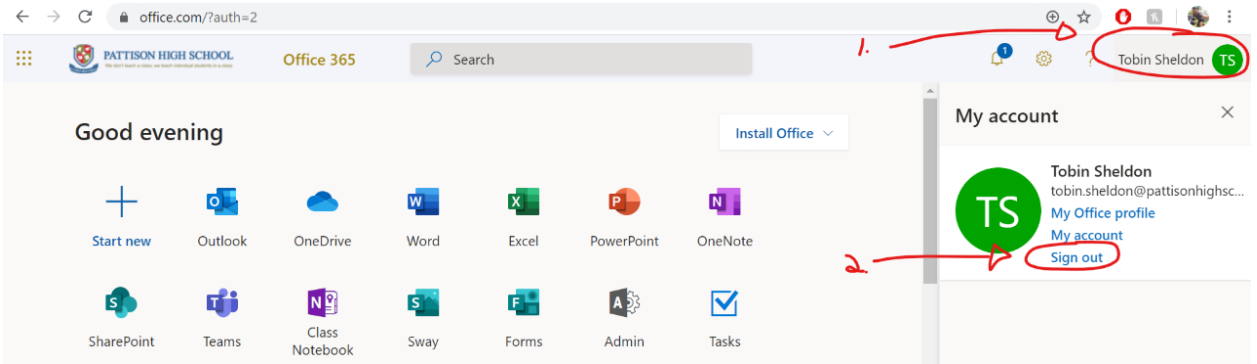 office.com/?auth=2
1.
PATTISON HIGH SCHOOL
Office 365
Search
1
?
Tobin Sheldon
TS
Good evening
Install Office
My account
TS
Tobin Sheldon
tobin.sheldon@pattisonhighsc...
My Office profile
My account
2.
Sign out
Start new
Outlook
OneDrive
Word
Excel
PowerPoint
OneNote
SharePoint
Teams
Class
Notebook
Sway
Forms
Admin
Tasks